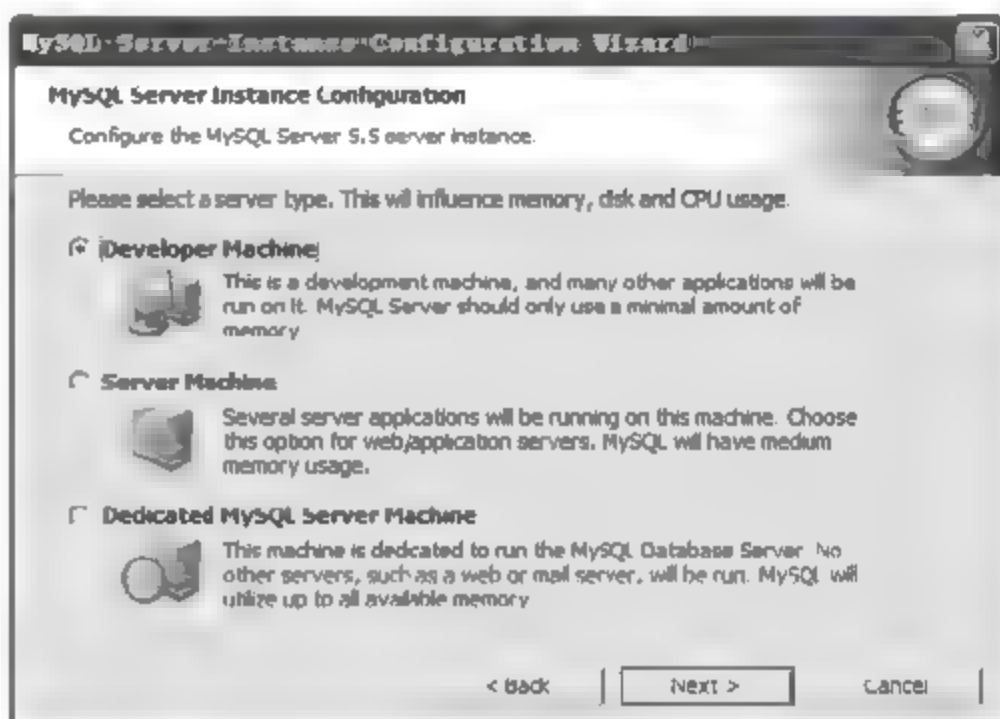 MySQL Server Instance Configuration Wizard
MySQL Server Instance Configuration
Configure the MySQL Server 5.5 server instance.
Please select a server type. This will influence memory, disk and CPU usage.
Developer Machine
This is a development machine, and many other applications will be
run on it. MySQL Server should only use a minimal amount of
memory
Server Machine
Several server applications will be running on this machine. Choose
this option for web/application servers. MySQL will have medium
memory usage.
Dedicated MySQL Server Machine
This machine is dedicated to run the MySQL Database Server. No
other servers, such as a web or mail server, will be run. MySQL will
utilize up to all available memory
< Back
Next >
Cancel